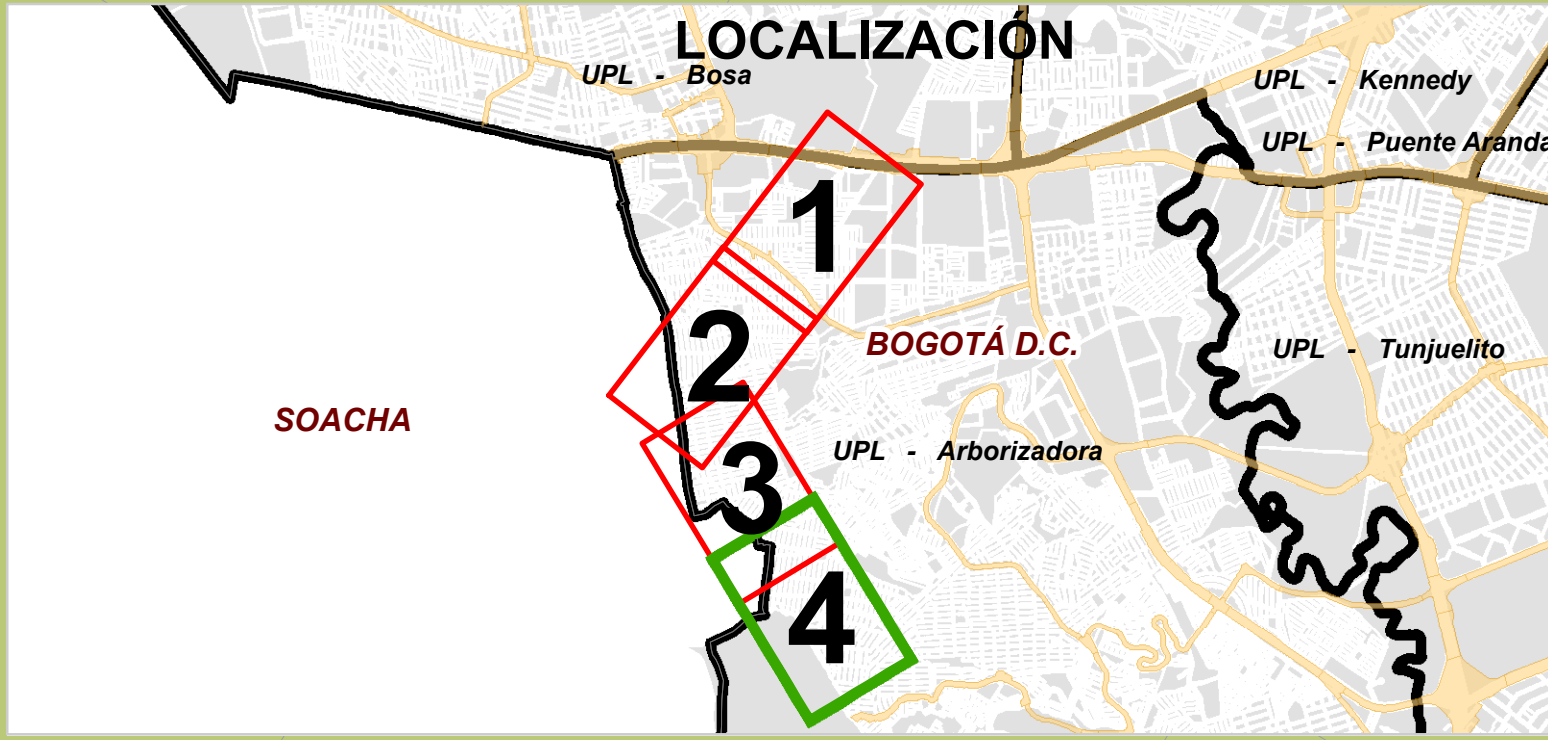 LOCALIZACIÓN
UPL - Bosa
UPL - Kennedy
UPL - Puente Aranda
1
2
BOGOTÁ D.C.
UPL - Tunjuelito
SOACHA
UPL - Arborizadora
3
4